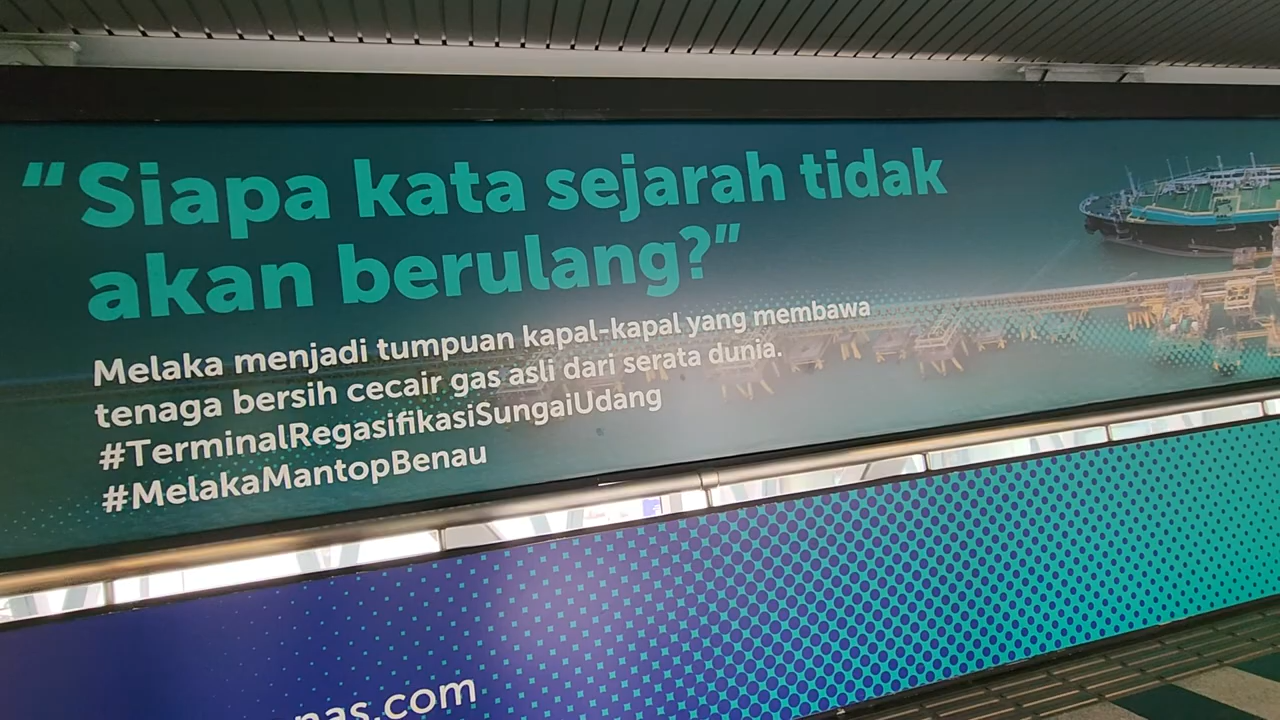 “Siapa kata sejarah tidak
akan berulang?”
Melaka menjadi tumpuan kapal-kapal yang membawa
tenaga bersih cecair gas asli dari serata dunia.
#TerminalRegasifikasiSungaiUdang
#MelakaMantopBenau
nas.com